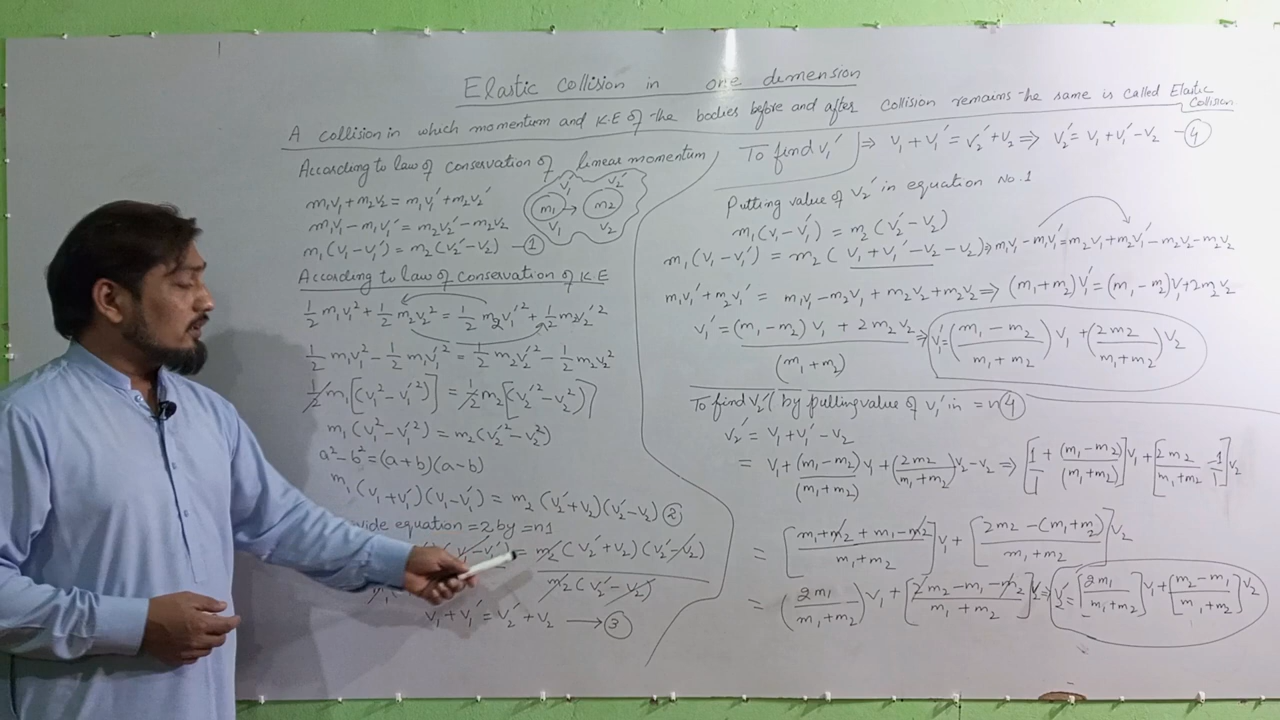 Elastic Collision in one dimension
A collision in which momentum and K.E of the bodies before and after collision remains the same is called Elastic
Collision
According to law of conservation of linear momentum
m₁v₁+m₂v₂=m₁v₁'+m₂v₂'
m₁v₁-m₁v₁'=m₂v₂'-m₂v₂
m₁(v₁-v₁')=m₂(v₂'-v₂) —①
v₁' v₂'
m₁→ m₂
v₁ v₂
According to law of conservation of K.E
1/2 m₁v₁²+1/2 m₂v₂²=1/2 m₂v₁'²+1/2 m₂v₂'²
1/2 m₁v₁²-1/2 m₁v₁'²=1/2 m₂v₂'²-1/2 m₂v₂²
1/2 m₁[(v₁²-v₁'²)]=1/2 m₂[(v₂'²-v₂²)]
m₁(v₁²-v₁'²)=m₂(v₂'²-v₂²)
a²-b²=(a+b)(a-b)
m₁(v₁+v₁')(v₁-v₁')=m₂(v₂'+v₂)(v₂'-v₂) ②
vide equation =2 by =n1
(v₁-v₁') = m₂(v₂'+v₂)(v₂'-v₂)
m₂(v₂'-v₂)
v₁+v₁'=v₂'+v₂ →③
To find v₁' ⇒ v₁+v₁'=v₂'+v₂ ⇒ v₂'=v₁+v₁'-v₂ —④
Putting value of v₂' in equation No.1
m₁(v₁-v₁')=m₂(v₂'-v₂)
m₁(v₁-v₁')=m₂(v₁+v₁'-v₂-v₂)⇒m₁v₁-m₁v₁'=m₂v₁+m₂v₁'-m₂v₂-m₂v₂
m₁v₁'+m₂v₁'=m₁v₁-m₂v₁+m₂v₂+m₂v₂⇒(m₁+m₂)v₁'=(m₁-m₂)v₁+2m₂v₂
v₁'=(m₁-m₂)v₁+2m₂v₂/(m₁+m₂) ⇒ v₁'=(m₁-m₂/m₁+m₂)v₁+(2m₂/m₁+m₂)v₂
To find v₂'( by putting value of v₁' in =n④
v₂'=v₁+v₁'-v₂
= v₁+(m₁-m₂)/(m₁+m₂)v₁+(2m₂/m₁+m₂)v₂-v₂⇒[1/1+(m₁-m₂)/(m₁+m₂)]v₁+[2m₂/m₁+m₂-1/1]v₂
= [m₁+m₂+m₁-m₂/m₁+m₂]v₁+[2m₂-(m₁+m₂)/m₁+m₂]v₂
= (2m₁/m₁+m₂)v₁+[2m₂-m₁-m₂/m₁+m₂]v₂⇒v₂'=[2m₁/m₁+m₂]v₁+[m₂-m₁/m₁+m₂]v₂